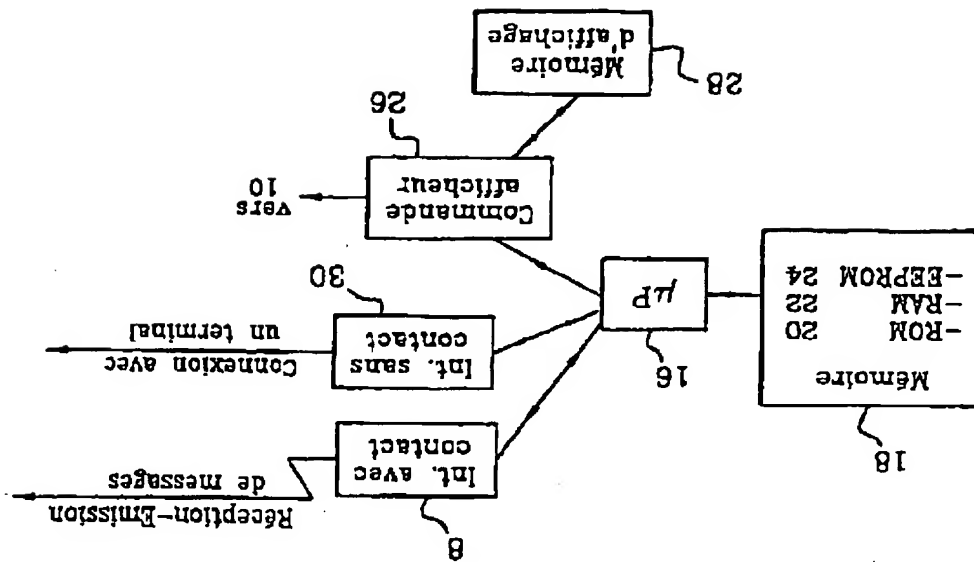 18
Mémoire
-ROM 20
-RAM 22
-EEPROM 24
16
µP
8
Int. avec
contact
Réception-Emission
de messages
Int. sans
contact
30
Connexion avec
un terminal
Commande
afficheur
26
vers
10
Mémoire
d'affichage
28